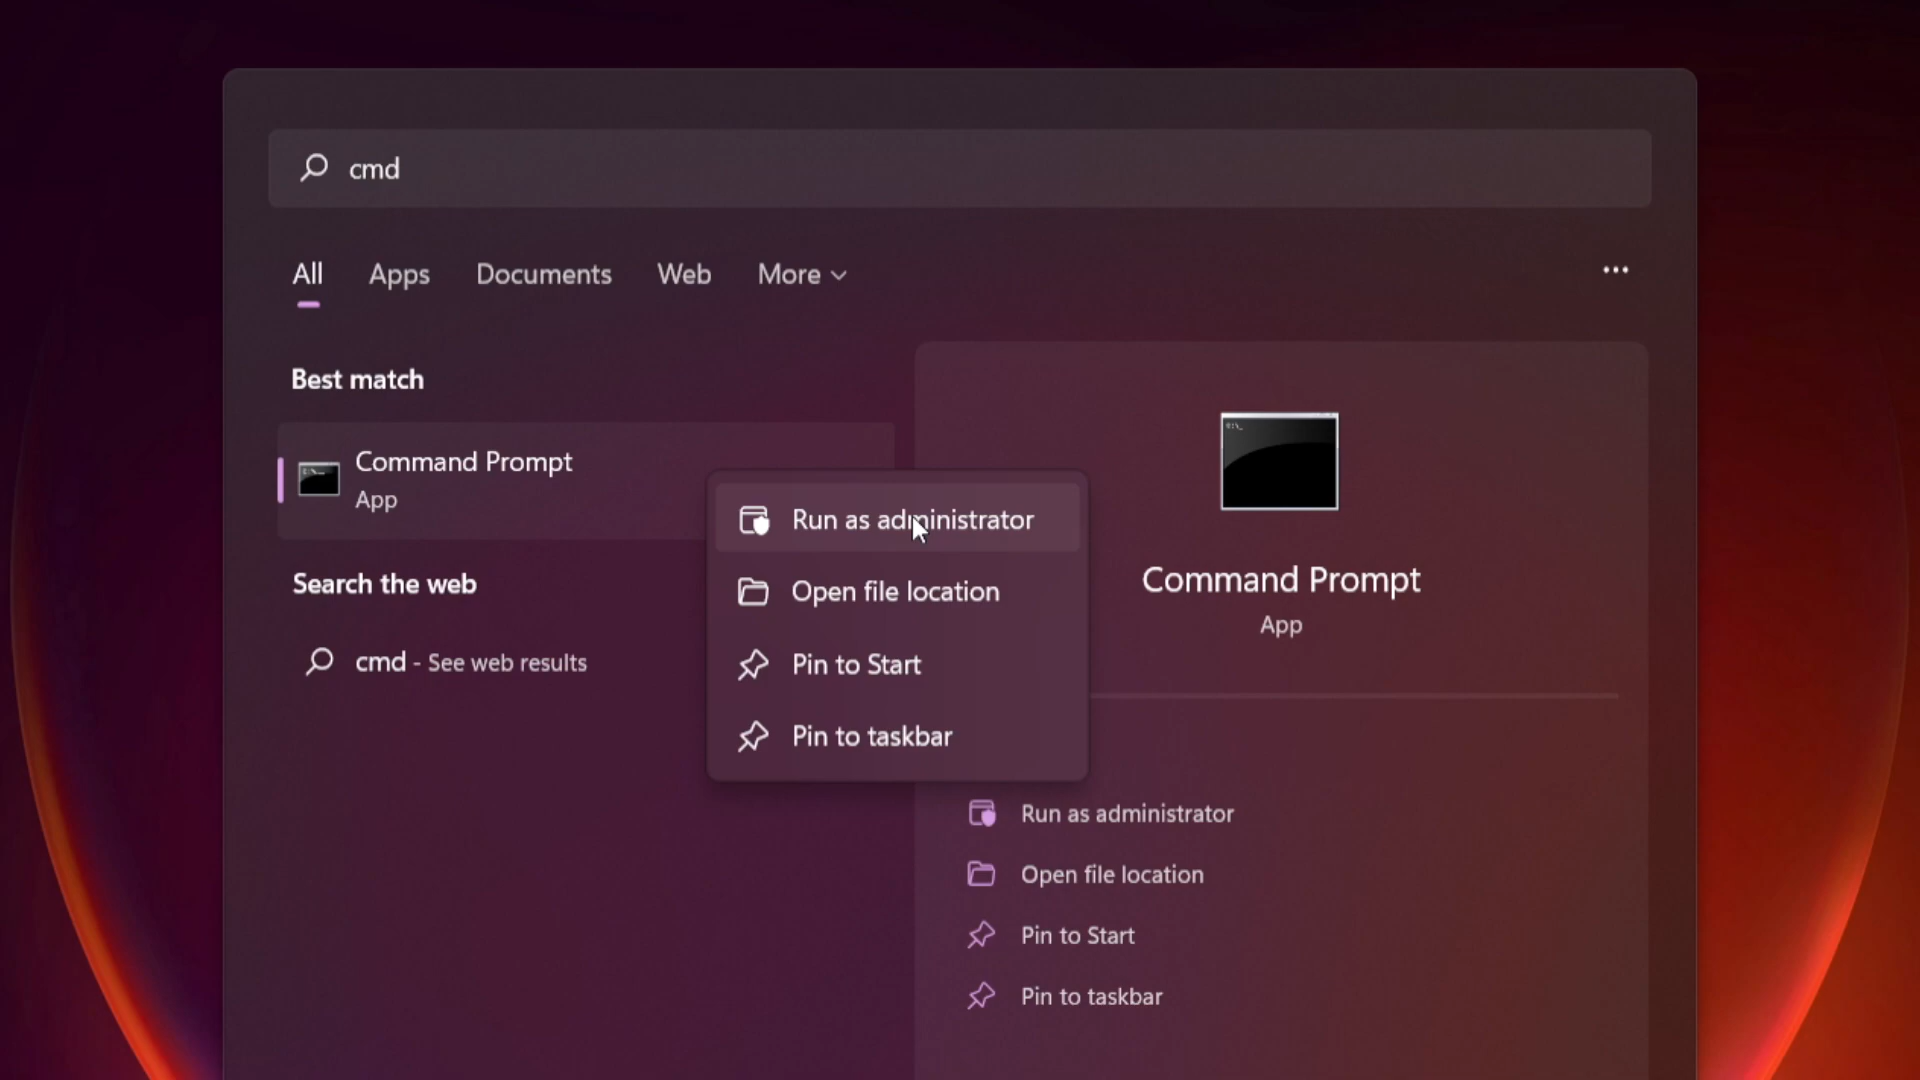 cmd
All Apps Documents Web More
Best match
Command Prompt
App
Search the web
cmd - See web results
Run as administrator
Open file location
Pin to Start
Pin to taskbar
Command Prompt
App
Run as administrator
Open file location
Pin to Start
Pin to taskbar